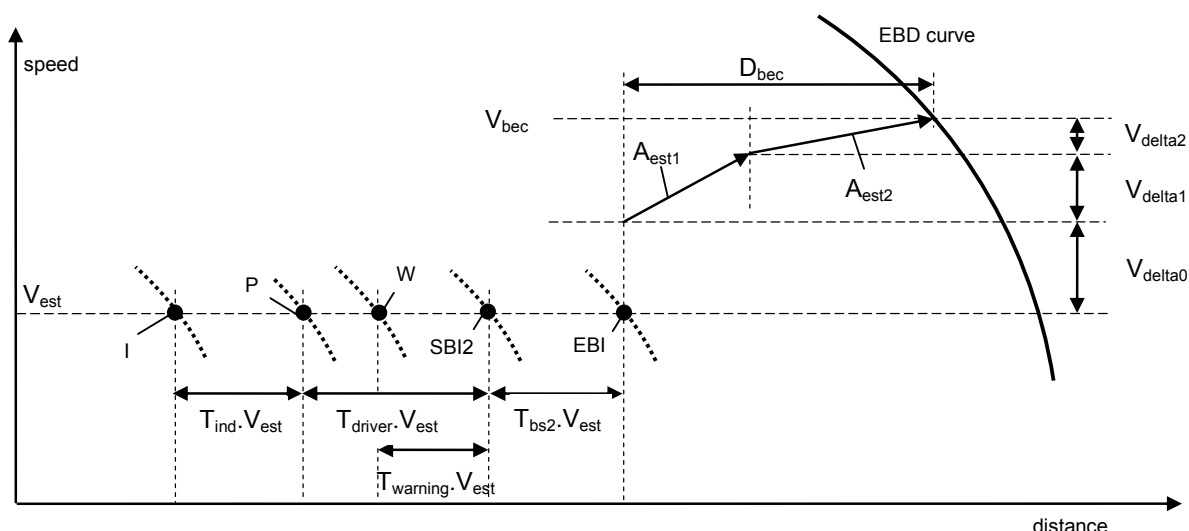 EBD curve
speed
D_bec
V_bec
V_delta2
A_est1
A_est2
V_delta1
V_delta0
P
W
V_est
I
SBI2
EBI
T_ind.V_est
T_driver.V_est
T_bs2.V_est
T_warning.V_est
distance